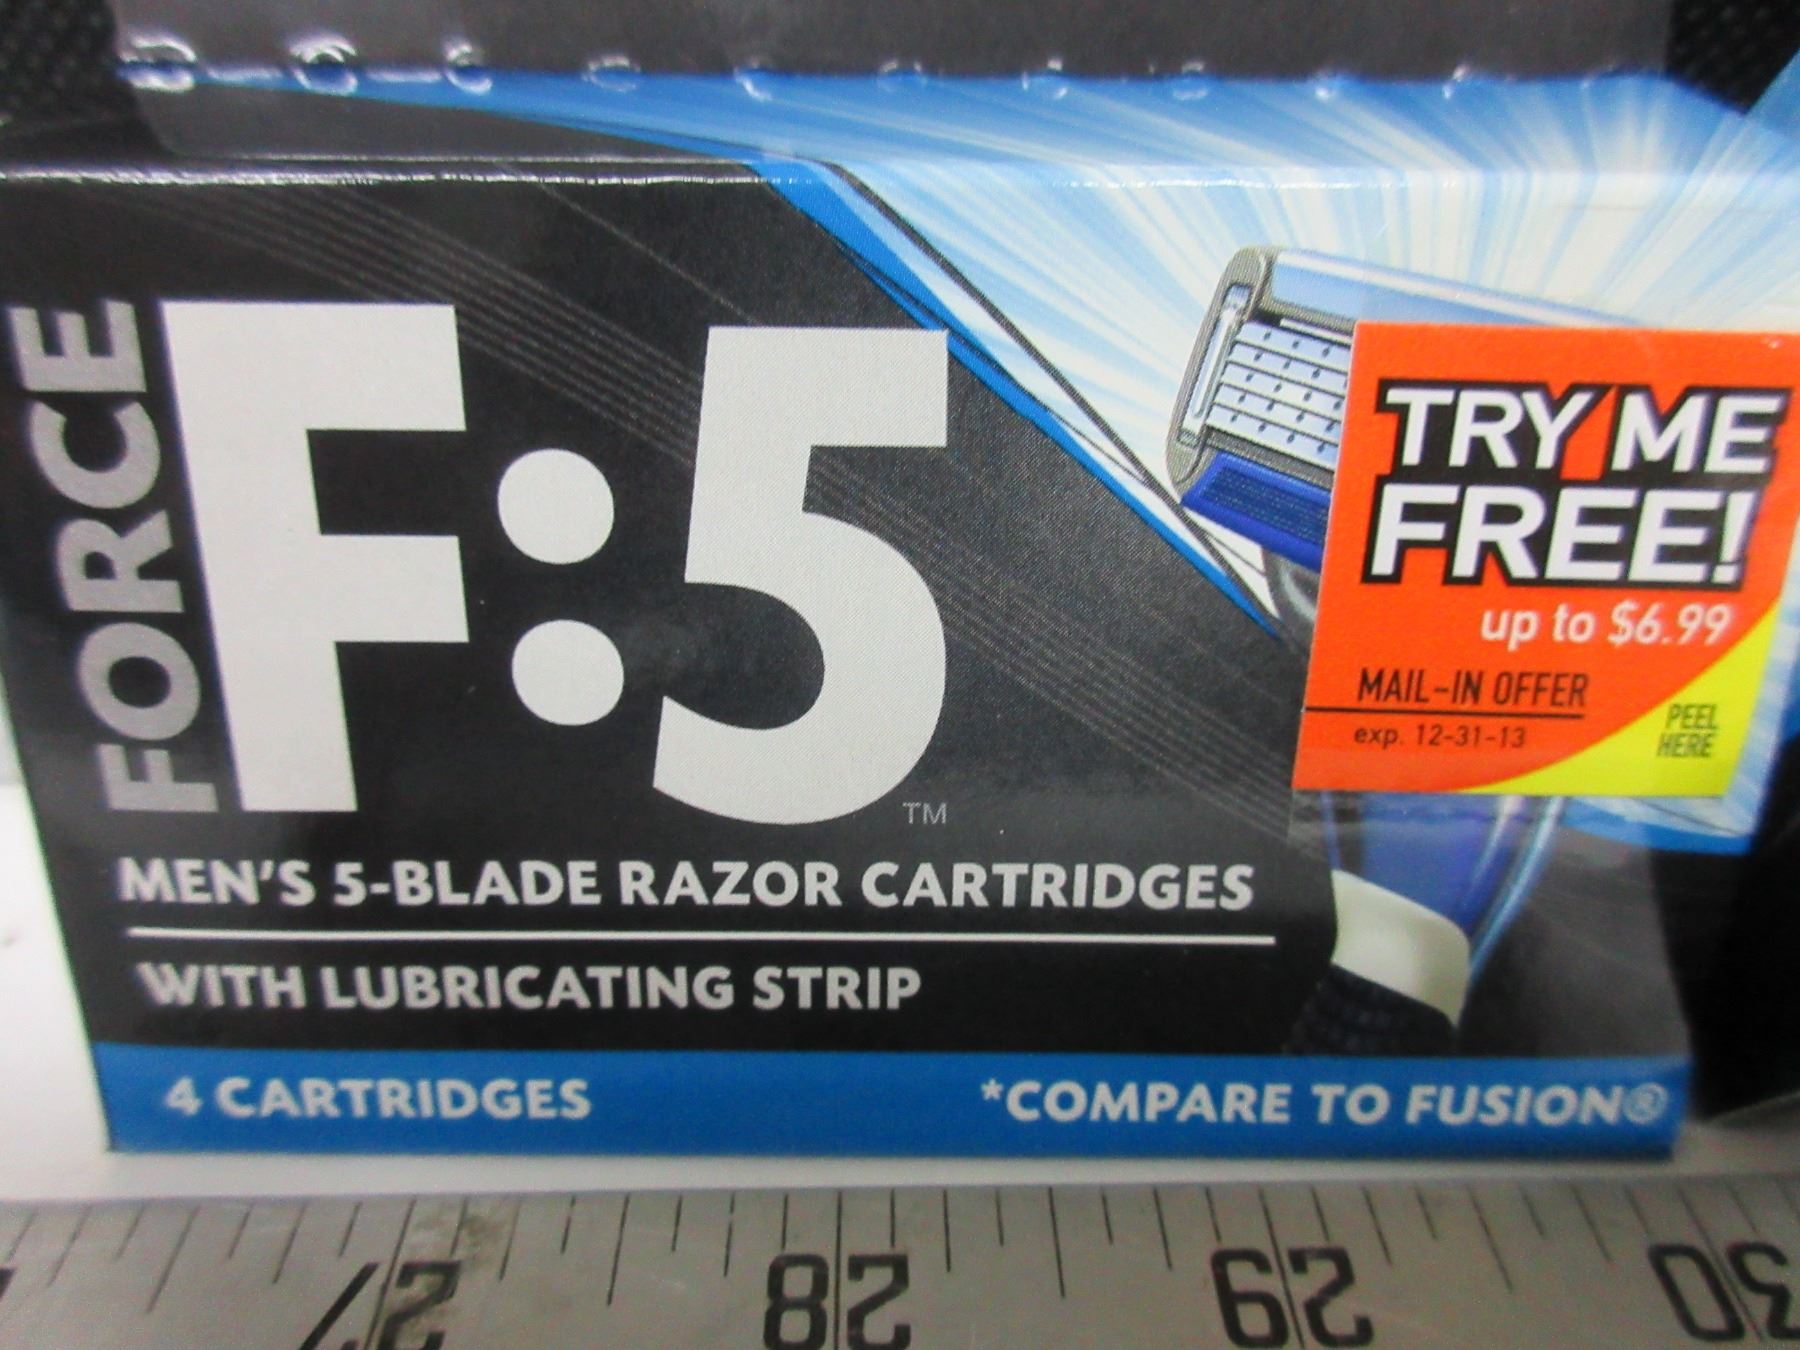 FORCE
F:5
TM
MEN'S 5-BLADE RAZOR CARTRIDGES
WITH LUBRICATING STRIP
4 CARTRIDGES
*COMPARE TO FUSION®
TRY ME
FREE!
up to $6.99
MAIL-IN OFFER
exp. 12-31-13
PEEL
HERE
27 28 29 30